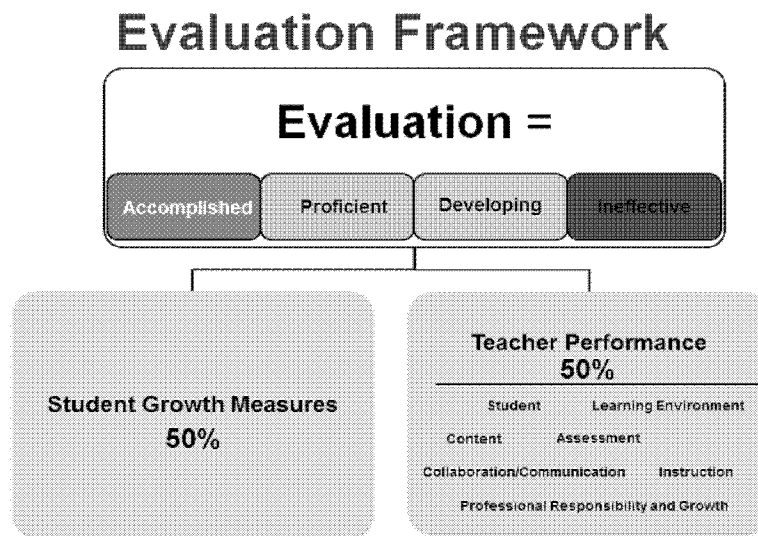 Evaluation Framework
Evaluation =
Accomplished Proficient Developing Ineffective
Student Growth Measures
50%
Teacher Performance
50%
Student Learning Environment
Content Assessment
Collaboration/Communication Instruction
Professional Responsibility and Growth